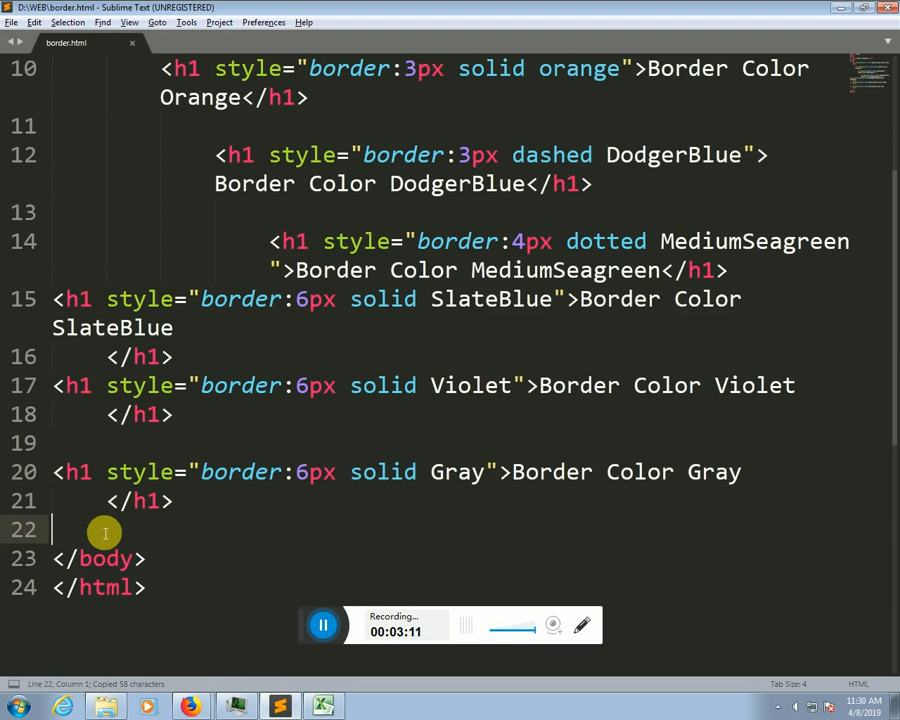 D:\WEB\border.html - Sublime Text (UNREGISTERED)
File Edit Selection Find View Goto Tools Project Preferences Help
border.html
10 <h1 style="border:3px solid orange">Border Color
Orange</h1>
11
12 <h1 style="border:3px dashed DodgerBlue">
Border Color DodgerBlue</h1>
13
14 <h1 style="border:4px dotted MediumSeagreen
">Border Color MediumSeagreen</h1>
15 <h1 style="border:6px solid SlateBlue">Border Color
SlateBlue
16 </h1>
17 <h1 style="border:6px solid Violet">Border Color Violet
18 </h1>
19
20 <h1 style="border:6px solid Gray">Border Color Gray
21 </h1>
22
23 </body>
24 </html>
Recording...
00:03:11
Line 22, Column 1; Copied 58 characters Tab Size: 4 HTML
11:30 AM
4/8/2019